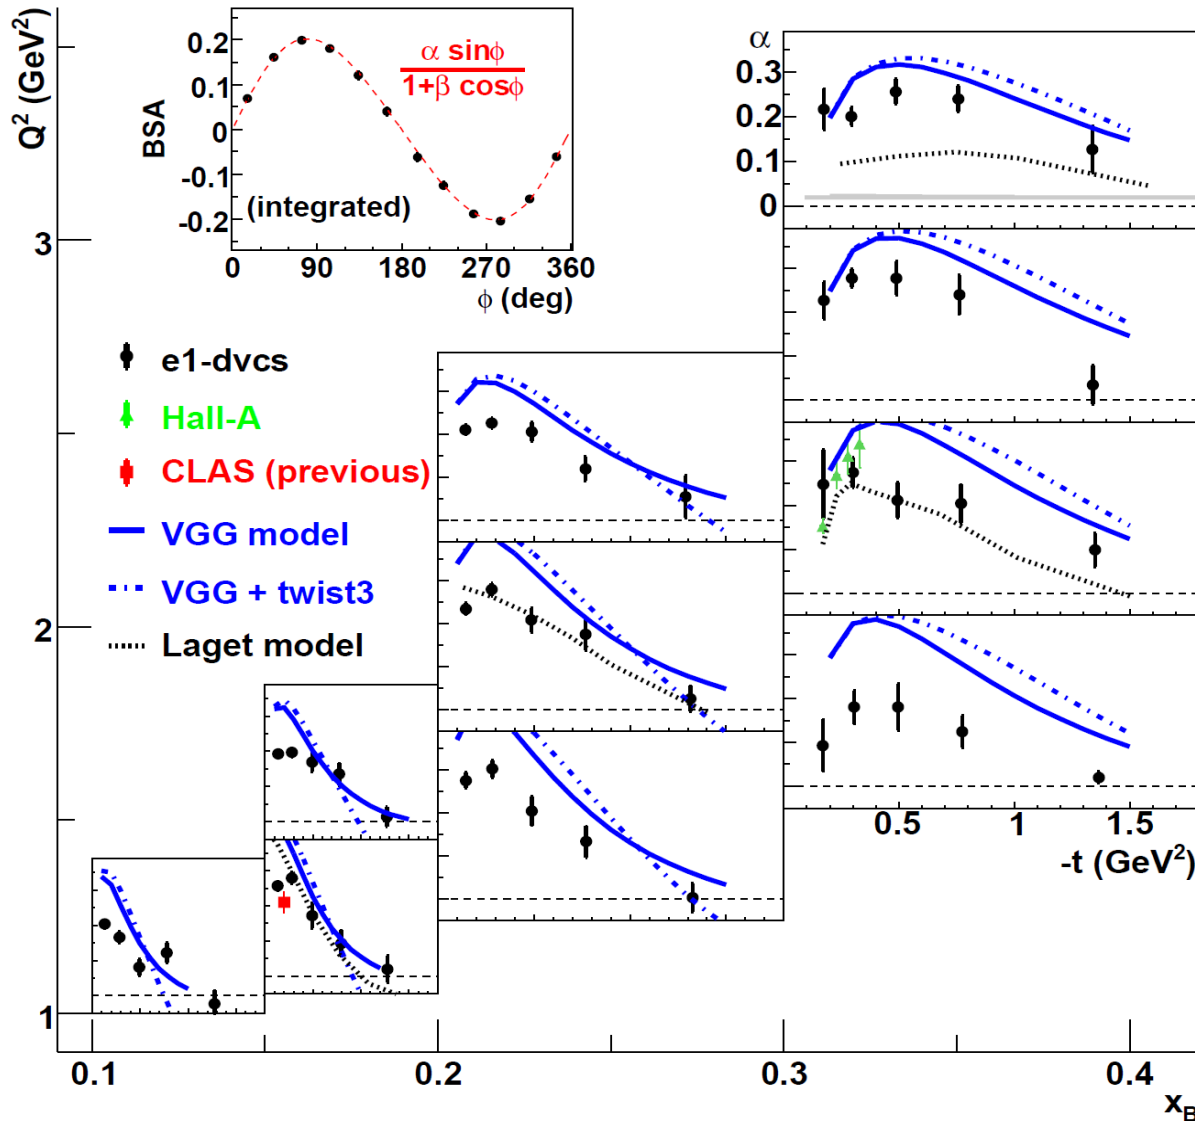 Q² (GeV²)
3
2
1
0.1
0.2
0.3
0.4
x_B
BSA
0.2
0.1
0
-0.1
-0.2
α sinϕ
1+β cosϕ
(integrated)
0
90
180
270
360
ϕ (deg)
e1-dvcs
Hall-A
CLAS (previous)
VGG model
VGG + twist3
Laget model
α
0.3
0.2
0.1
0
0.5
1
1.5
-t (GeV²)